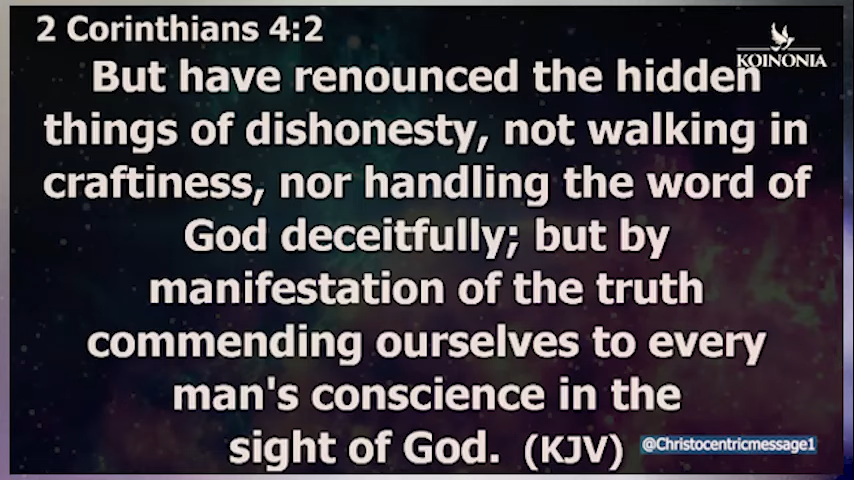 2 Corinthians 4:2
KOINONIA
But have renounced the hidden
things of dishonesty, not walking in
craftiness, nor handling the word of
God deceitfully; but by
manifestation of the truth
commending ourselves to every
man's conscience in the
sight of God. (KJV)
@Christocentricmessage1